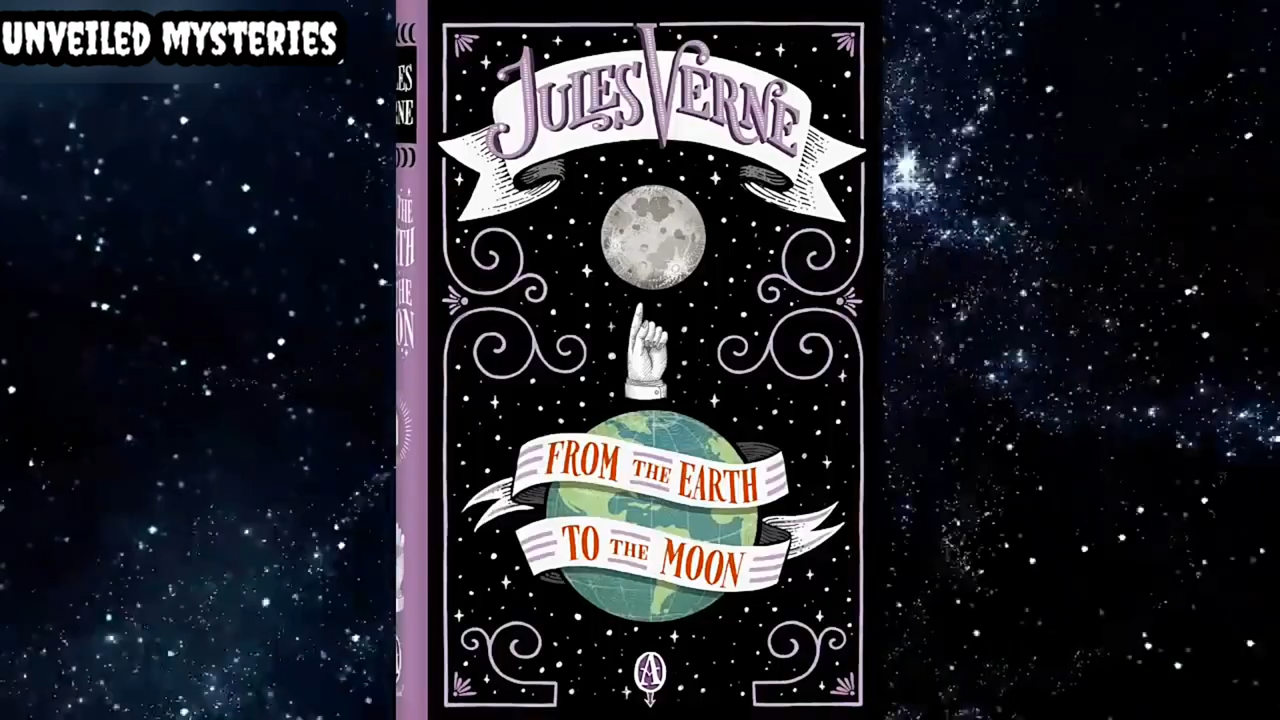 UNVEILED MYSTERIES
JULES VERNE
FROM THE EARTH
TO THE MOON